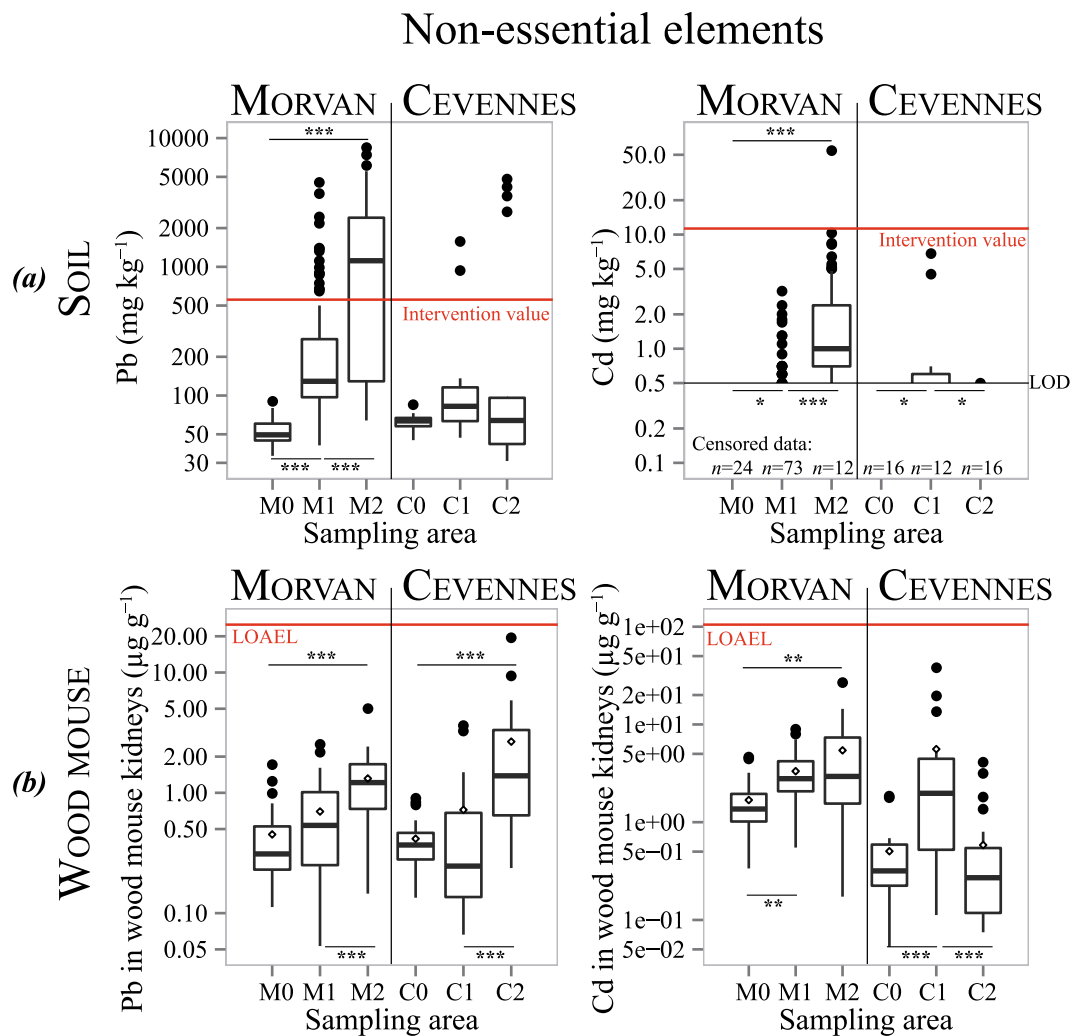 Non-essential elements
(a) SOIL
MORVAN CEVENNES
Pb (mg kg⁻¹)
10000
5000
2000
1000
500
200
100
50
30
***
Intervention value
*** ***
M0 M1 M2 C0 C1 C2
Sampling area
MORVAN CEVENNES
Cd (mg kg⁻¹)
50.0
20.0
10.0
5.0
2.0
1.0
0.5
0.2
0.1
***
Intervention value
LOD
* *** * *
Censored data:
n=24 n=73 n=12 n=16 n=12 n=16
M0 M1 M2 C0 C1 C2
Sampling area
(b) WOOD MOUSE
MORVAN CEVENNES
Pb in wood mouse kidneys (µg g⁻¹)
20.00
10.00
5.00
2.00
1.00
0.50
0.10
0.05
LOAEL
*** ***
*** ***
M0 M1 M2 C0 C1 C2
Sampling area
MORVAN CEVENNES
Cd in wood mouse kidneys (µg g⁻¹)
1e+02
5e+01
2e+01
1e+01
5e+00
1e+00
5e−01
1e−01
5e−02
LOAEL
**
**
*** ***
M0 M1 M2 C0 C1 C2
Sampling area